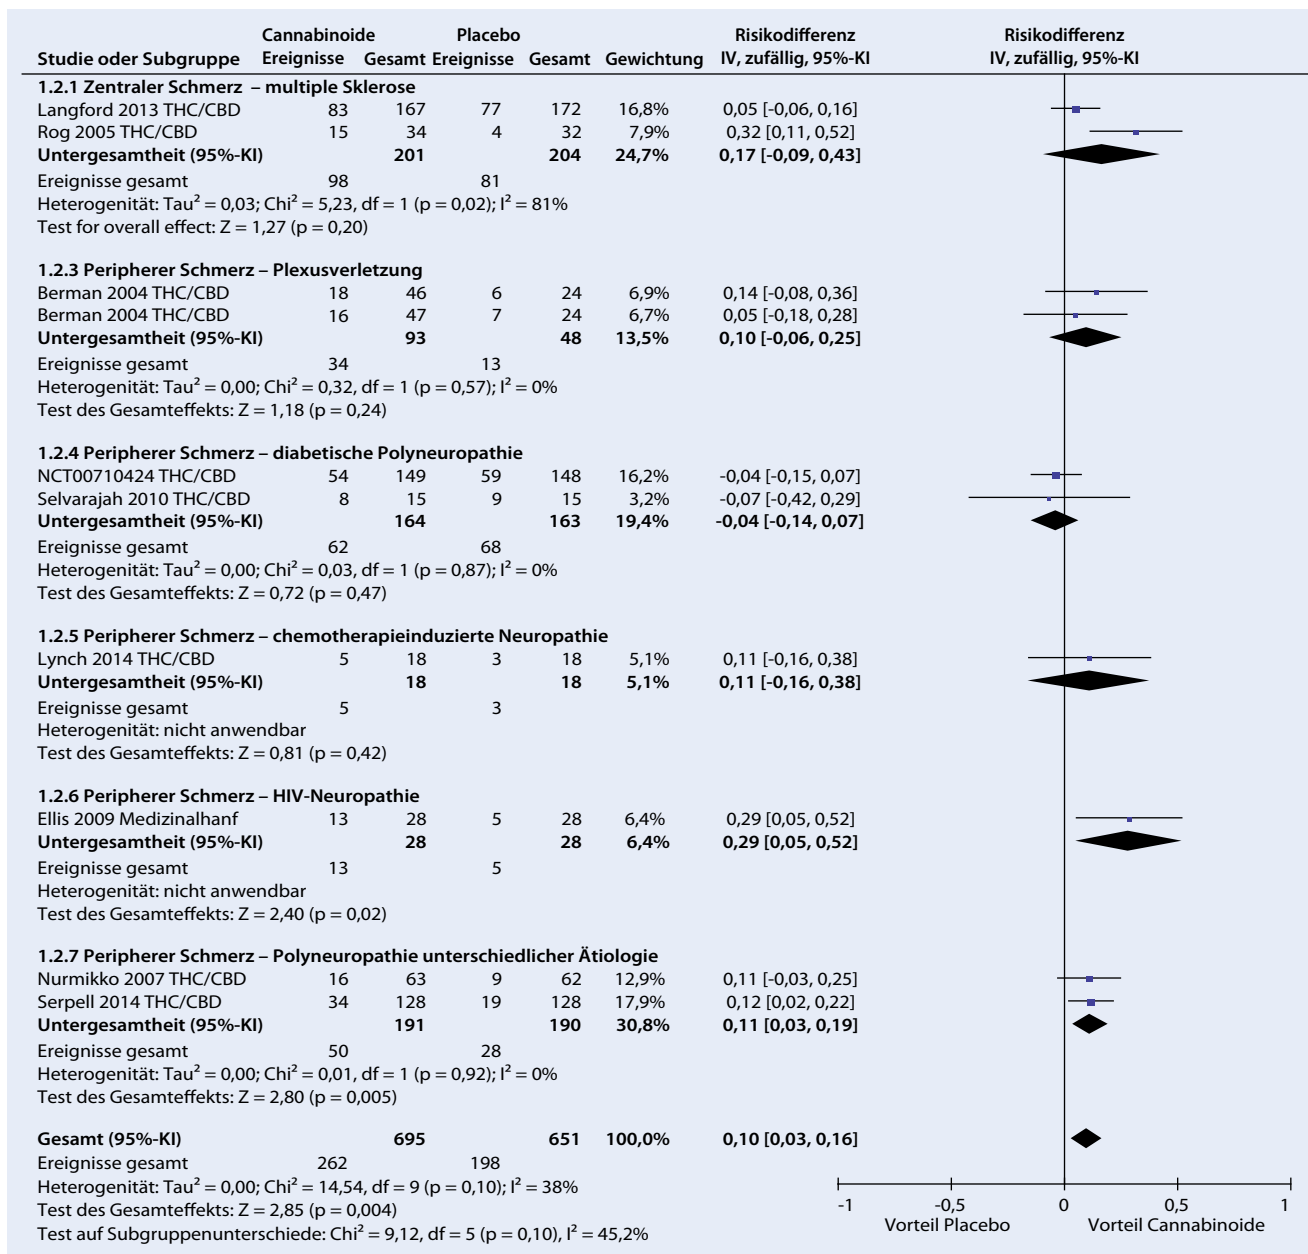 Cannabinoide Placebo Risikodifferenz Risikodifferenz
Studie oder Subgruppe Ereignisse Gesamt Ereignisse Gesamt Gewichtung IV, zufällig, 95%-KI IV, zufällig, 95%-KI
1.2.1 Zentraler Schmerz – multiple Sklerose
Langford 2013 THC/CBD 83 167 77 172 16,8% 0,05 [-0,06, 0,16]
Rog 2005 THC/CBD 15 34 4 32 7,9% 0,32 [0,11, 0,52]
Untergesamtheit (95%-KI) 201 204 24,7% 0,17 [-0,09, 0,43]
Ereignisse gesamt 98 81
Heterogenität: Tau² = 0,03; Chi² = 5,23, df = 1 (p = 0,02); I² = 81%
Test for overall effect: Z = 1,27 (p = 0,20)
1.2.3 Peripherer Schmerz – Plexusverletzung
Berman 2004 THC/CBD 18 46 6 24 6,9% 0,14 [-0,08, 0,36]
Berman 2004 THC/CBD 16 47 7 24 6,7% 0,05 [-0,18, 0,28]
Untergesamtheit (95%-KI) 93 48 13,5% 0,10 [-0,06, 0,25]
Ereignisse gesamt 34 13
Heterogenität: Tau² = 0,00; Chi² = 0,32, df = 1 (p = 0,57); I² = 0%
Test des Gesamteffekts: Z = 1,18 (p = 0,24)
1.2.4 Peripherer Schmerz – diabetische Polyneuropathie
NCT00710424 THC/CBD 54 149 59 148 16,2% -0,04 [-0,15, 0,07]
Selvarajah 2010 THC/CBD 8 15 9 15 3,2% -0,07 [-0,42, 0,29]
Untergesamtheit (95%-KI) 164 163 19,4% -0,04 [-0,14, 0,07]
Ereignisse gesamt 62 68
Heterogenität: Tau² = 0,00; Chi² = 0,03, df = 1 (p = 0,87); I² = 0%
Test des Gesamteffekts: Z = 0,72 (p = 0,47)
1.2.5 Peripherer Schmerz – chemotherapieinduzierte Neuropathie
Lynch 2014 THC/CBD 5 18 3 18 5,1% 0,11 [-0,16, 0,38]
Untergesamtheit (95%-KI) 18 18 5,1% 0,11 [-0,16, 0,38]
Ereignisse gesamt 5 3
Heterogenität: nicht anwendbar
Test des Gesamteffekts: Z = 0,81 (p = 0,42)
1.2.6 Peripherer Schmerz – HIV-Neuropathie
Ellis 2009 Medizinalhanf 13 28 5 28 6,4% 0,29 [0,05, 0,52]
Untergesamtheit (95%-KI) 28 28 6,4% 0,29 [0,05, 0,52]
Ereignisse gesamt 13 5
Heterogenität: nicht anwendbar
Test des Gesamteffekts: Z = 2,40 (p = 0,02)
1.2.7 Peripherer Schmerz – Polyneuropathie unterschiedlicher Ätiologie
Nurmikko 2007 THC/CBD 16 63 9 62 12,9% 0,11 [-0,03, 0,25]
Serpell 2014 THC/CBD 34 128 19 128 17,9% 0,12 [0,02, 0,22]
Untergesamtheit (95%-KI) 191 190 30,8% 0,11 [0,03, 0,19]
Ereignisse gesamt 50 28
Heterogenität: Tau² = 0,00; Chi² = 0,01, df = 1 (p = 0,92); I² = 0%
Test des Gesamteffekts: Z = 2,80 (p = 0,005)
Gesamt (95%-KI) 695 651 100,0% 0,10 [0,03, 0,16]
Ereignisse gesamt 262 198
Heterogenität: Tau² = 0,00; Chi² = 14,54, df = 9 (p = 0,10); I² = 38%
Test des Gesamteffekts: Z = 2,85 (p = 0,004)
Test auf Subgruppenunterschiede: Chi² = 9,12, df = 5 (p = 0,10), I² = 45,2%
-1 -0,5 0 0,5 1
Vorteil Placebo Vorteil Cannabinoide